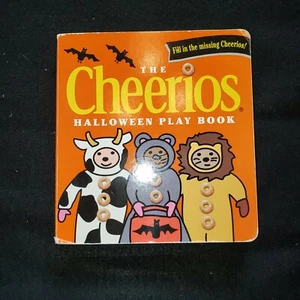 Fill in the missing Cheerios!
THE
Cheerios®
HALLOWEEN PLAY BOOK